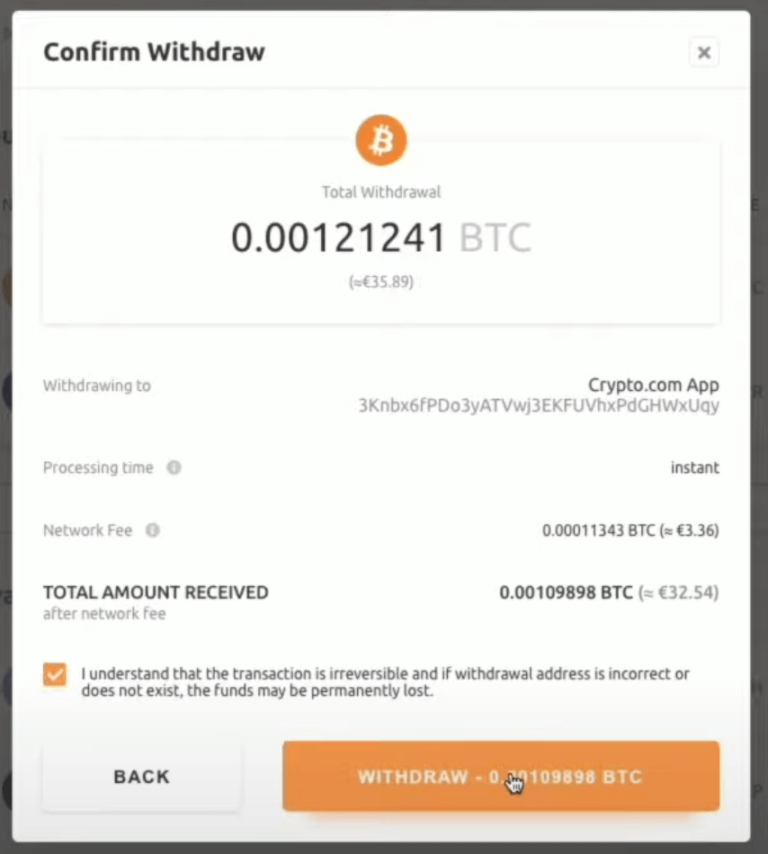 Confirm Withdraw
Total Withdrawal
0.00121241 BTC
(≈€35.89)
Withdrawing to
Crypto.com App
3Knbx6fPDo3yATVwj3EKFUVhxPdGHWxUqy
Processing time
instant
Network Fee
0.00011343 BTC (≈ €3.36)
TOTAL AMOUNT RECEIVED
0.00109898 BTC (≈ €32.54)
after network fee
I understand that the transaction is irreversible and if withdrawal address is incorrect or
does not exist, the funds may be permanently lost.
BACK
WITHDRAW - 0.00109898 BTC